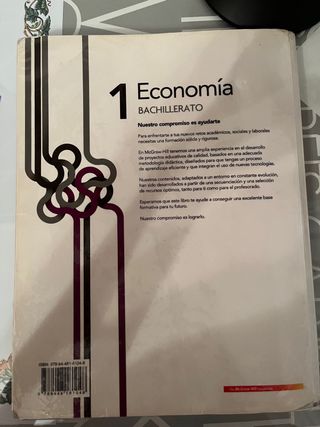 1 Economía
BACHILLERATO
Nuestro compromiso es ayudarte
Para enfrentarte a tus nuevos retos académicos, sociales y laborales
necesitas una formación sólida y rigurosa.
En McGraw-Hill tenemos una amplia experiencia en el desarrollo
de proyectos educativos de calidad, basados en una adecuada
metodología didáctica, diseñados para que tengas un proceso
de aprendizaje eficiente y que integran el uso de nuevas tecnologías.
Nuestros contenidos, adaptados a un entorno en constante evolución,
han sido desarrollados a partir de una secuenciación y una selección
de recursos óptimos, tanto para ti como para el profesorado.
Esperamos que este libro te ayude a conseguir una excelente base
formativa para tu futuro.
Nuestro compromiso es lograrlo.